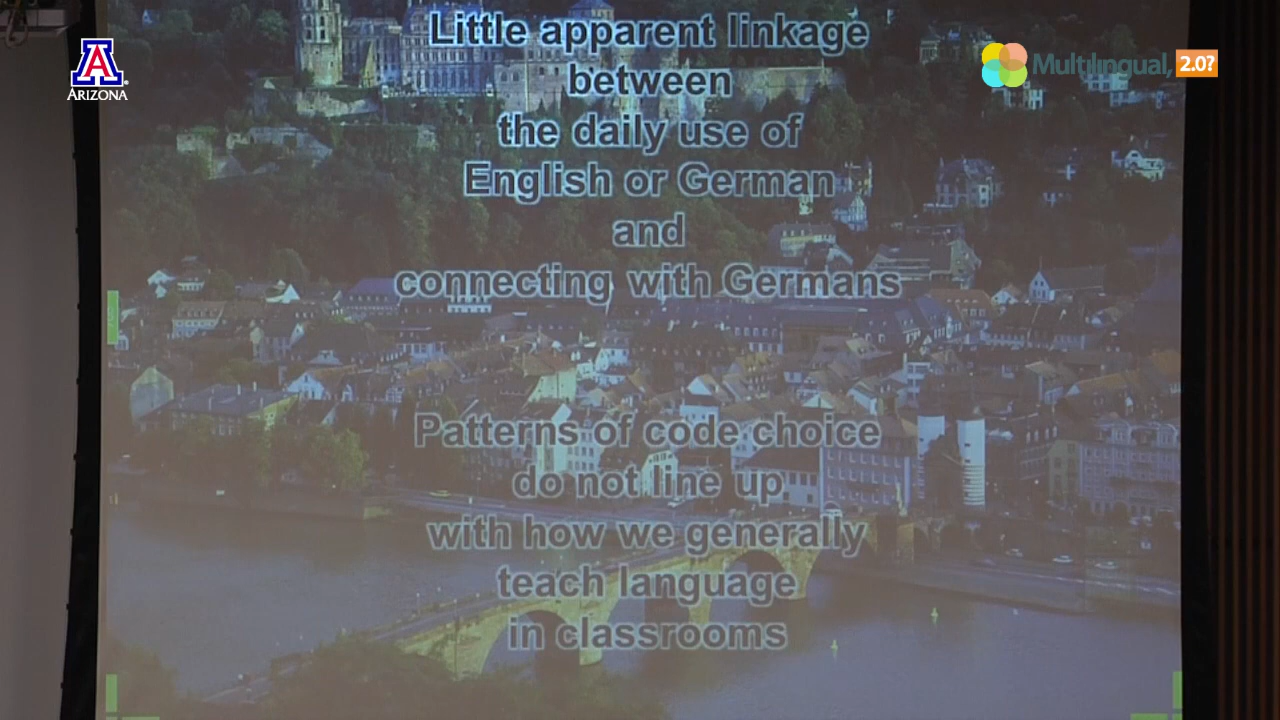 Little apparent linkage
between
the daily use of
English or German
and
connecting with Germans
Patterns of code choice
do not line up
with how we generally
teach language
in classrooms
A
ARIZONA
Multilingual, 2.0?